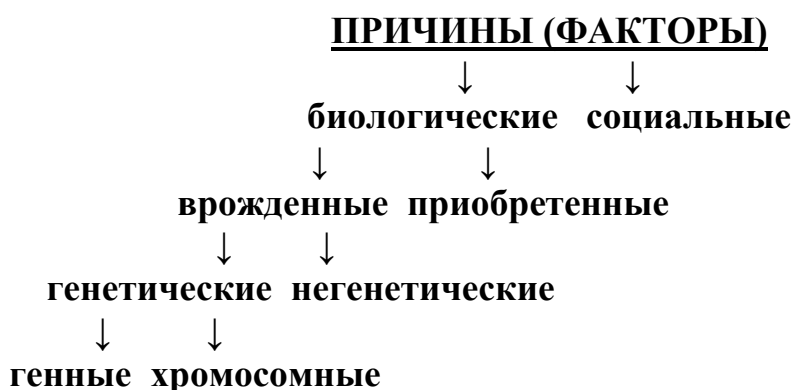 ПРИЧИНЫ (ФАКТОРЫ)
↓ ↓
биологические социальные
↓ ↓
врожденные приобретенные
↓ ↓
генетические негенетические
↓ ↓
генные хромосомные